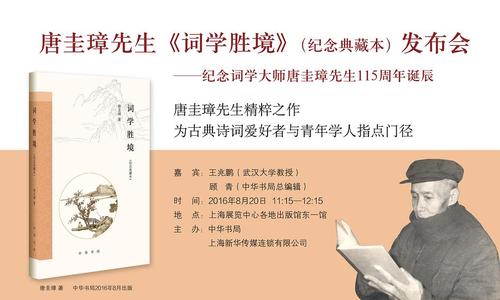 唐圭璋先生《词学胜境》（纪念典藏本）发布会
——纪念词学大师唐圭璋先生115周年诞辰
唐圭璋先生精粹之作
为古典诗词爱好者与青年学人指点门径
嘉　宾：王兆鹏（武汉大学教授）
顾　青（中华书局总编辑）
时　间：2016年8月20日　11:15—12:15
地　点：上海展览中心各地出版馆东一馆
主　办：中华书局
上海新华传媒连锁有限公司
词学胜境
唐圭璋 著
中华书局
唐圭璋 著　中华书局2016年8月出版